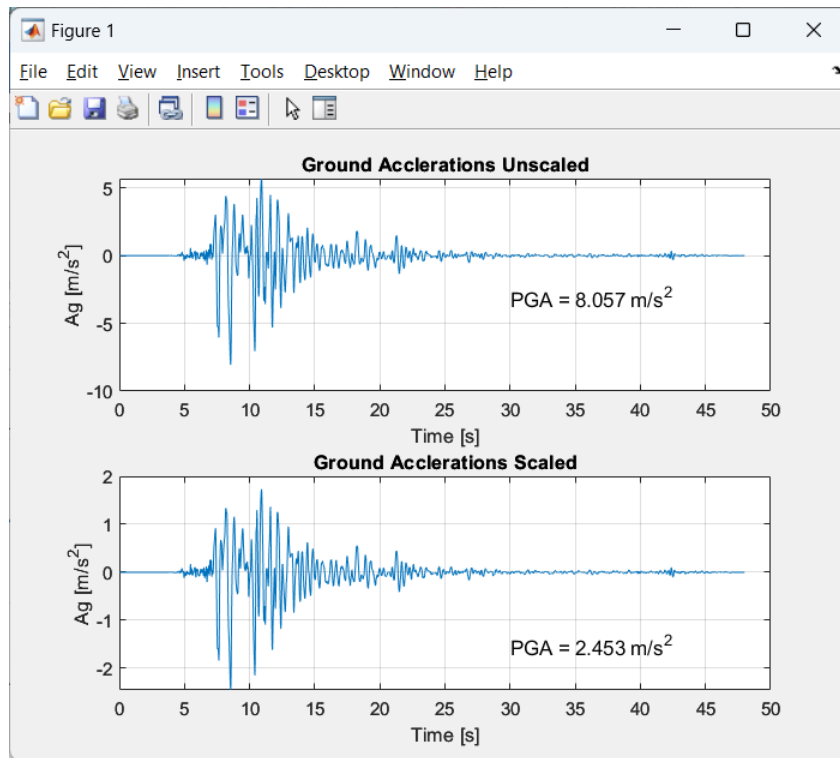 Figure 1
File Edit View Insert Tools Desktop Window Help
Ground Acclerations Unscaled
5
0
-5
-10
Ag [m/s²]
PGA = 8.057 m/s²
0 5 10 15 20 25 30 35 40 45 50
Time [s]
Ground Acclerations Scaled
2
1
0
-1
-2
Ag [m/s²]
PGA = 2.453 m/s²
0 5 10 15 20 25 30 35 40 45 50
Time [s]